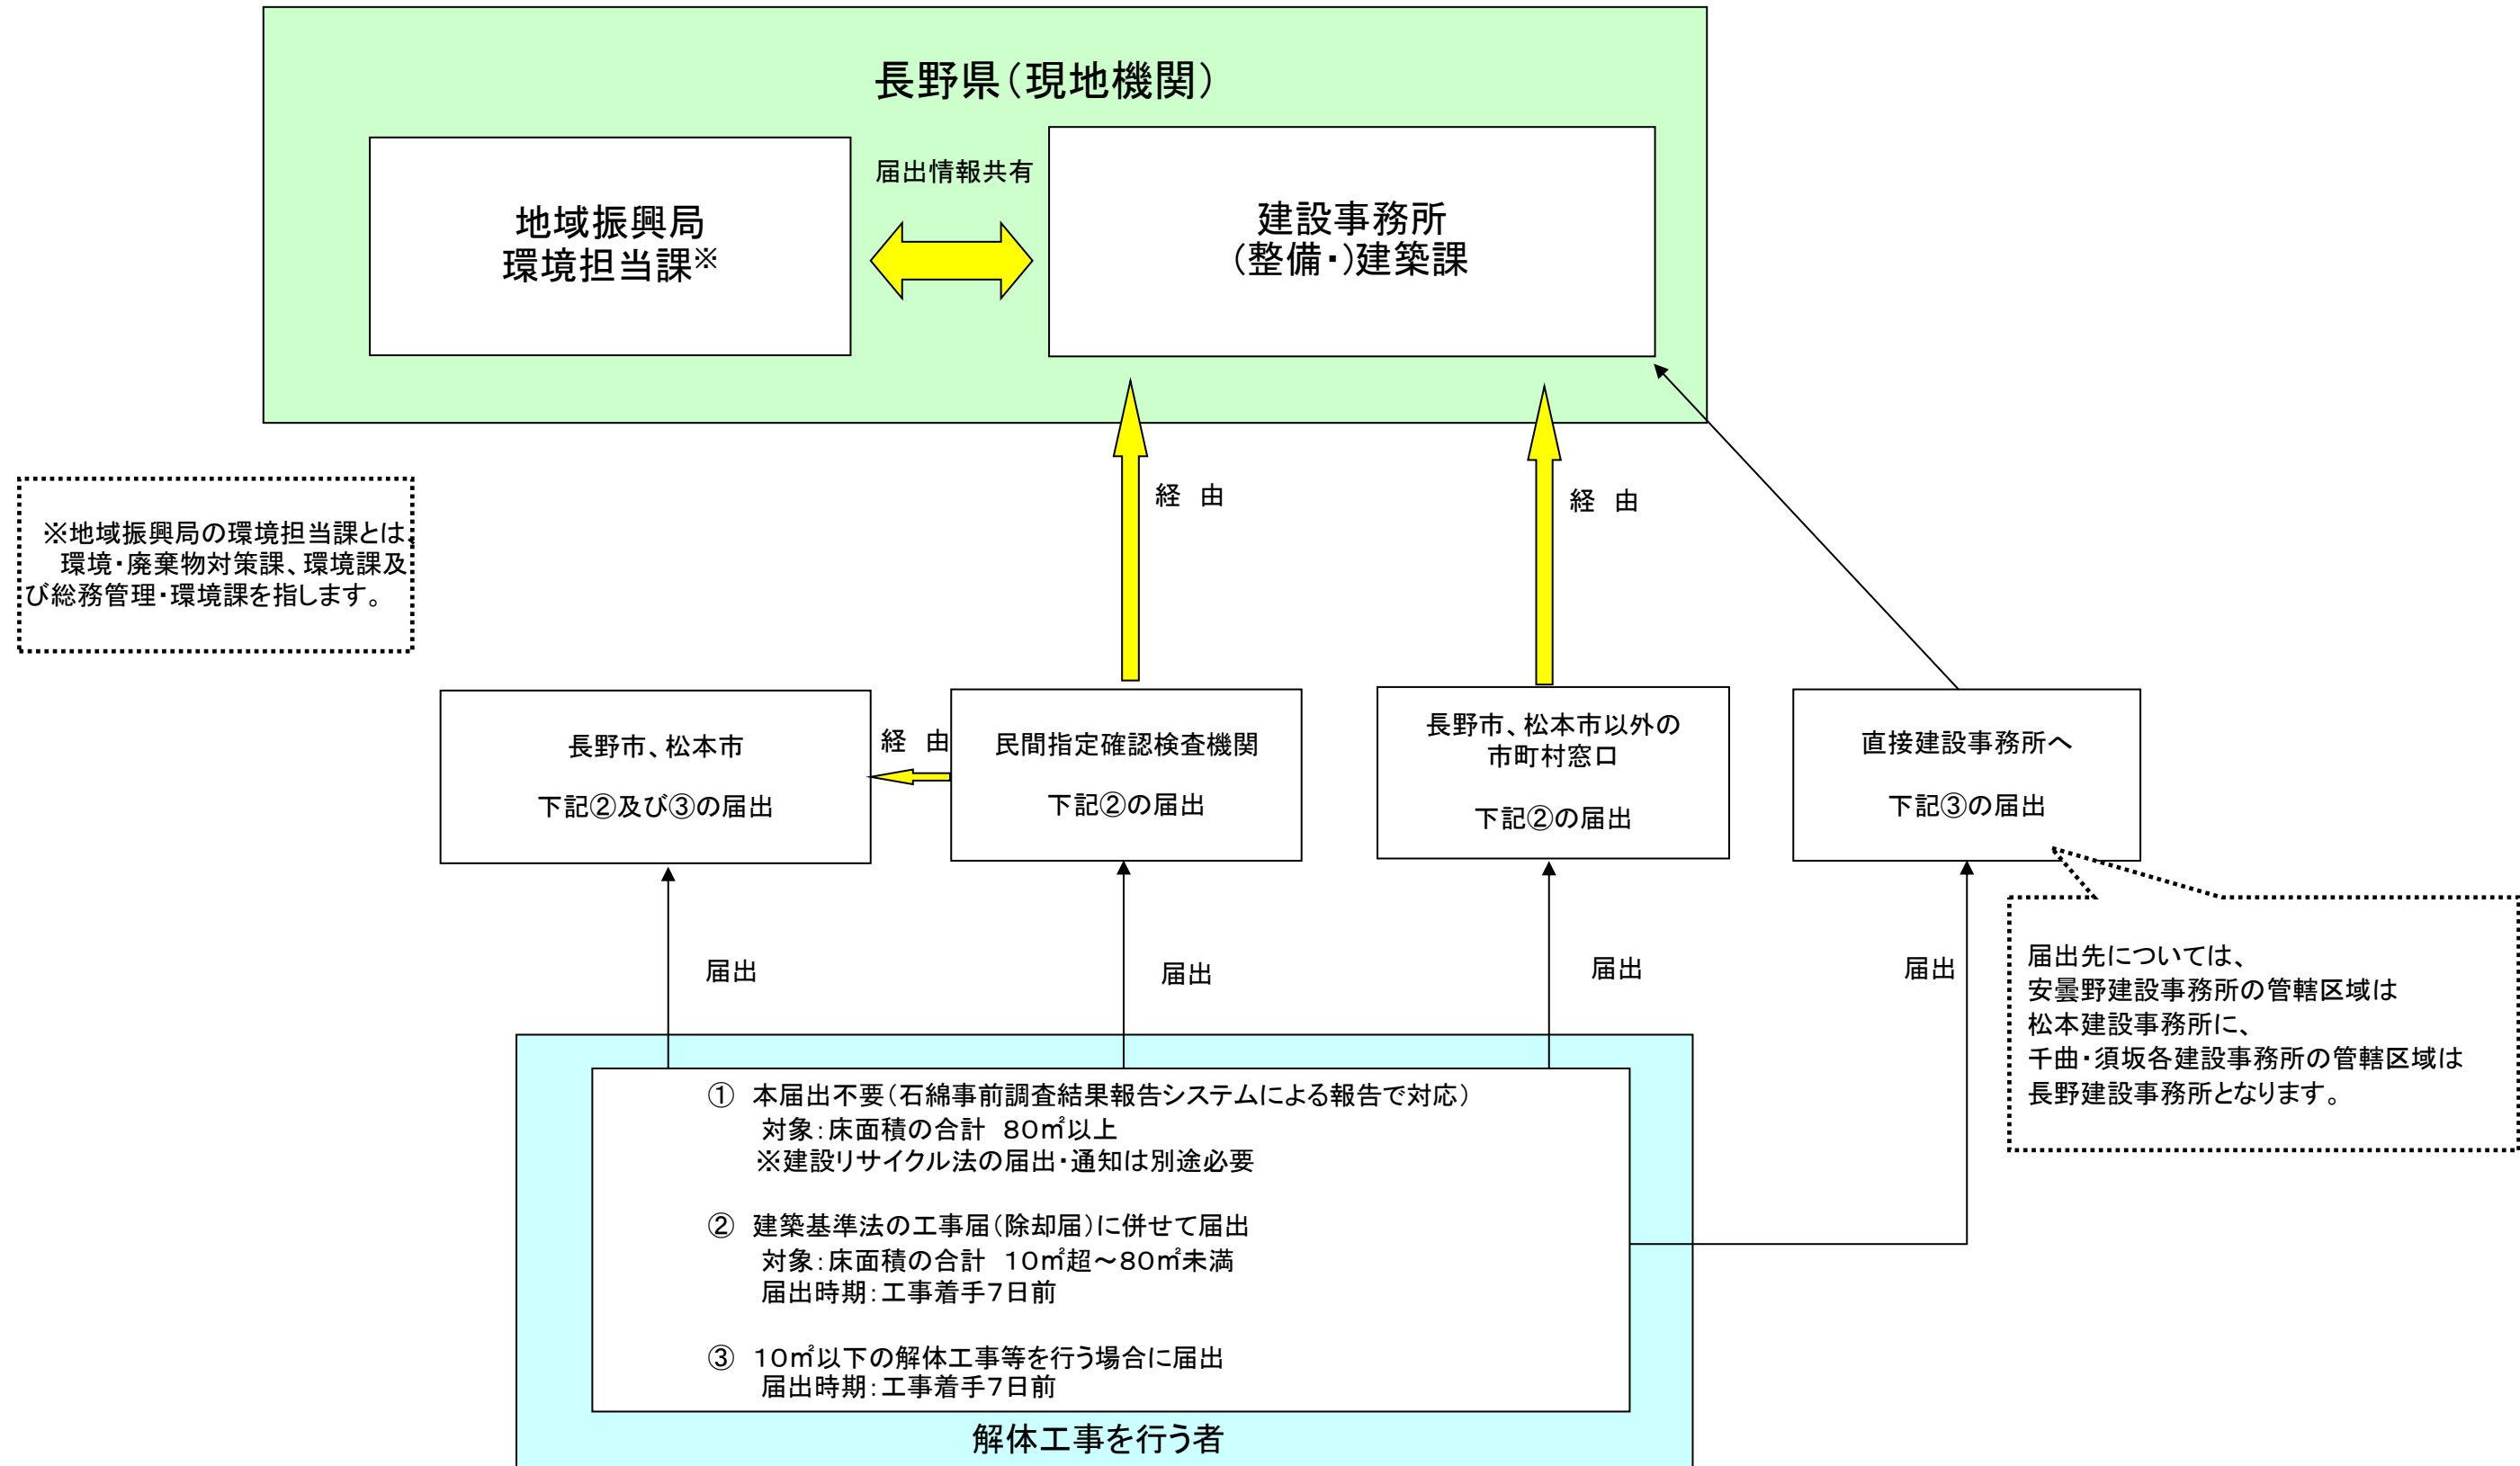 長野県（現地機関）
地域振興局
環境担当課※
届出情報共有
建設事務所
（整備・）建築課
経　由
経　由
※地域振興局の環境担当課とは、
環境・廃棄物対策課、環境課及
び総務管理・環境課を指します。
長野市、松本市
下記②及び③の届出
経　由
民間指定確認検査機関
下記②の届出
長野市、松本市以外の
市町村窓口
下記②の届出
直接建設事務所へ
下記③の届出
届出
届出
届出
届出
届出先については、
安曇野建設事務所の管轄区域は
松本建設事務所に、
千曲・須坂各建設事務所の管轄区域は
長野建設事務所となります。
①　本届出不要（石綿事前調査結果報告システムによる報告で対応）
対象：床面積の合計　８０㎡以上
※建設リサイクル法の届出・通知は別途必要
②　建築基準法の工事届（除却届）に併せて届出
対象：床面積の合計　１０㎡超～８０㎡未満
届出時期：工事着手７日前
③　１０㎡以下の解体工事等を行う場合に届出
届出時期：工事着手７日前
解体工事を行う者